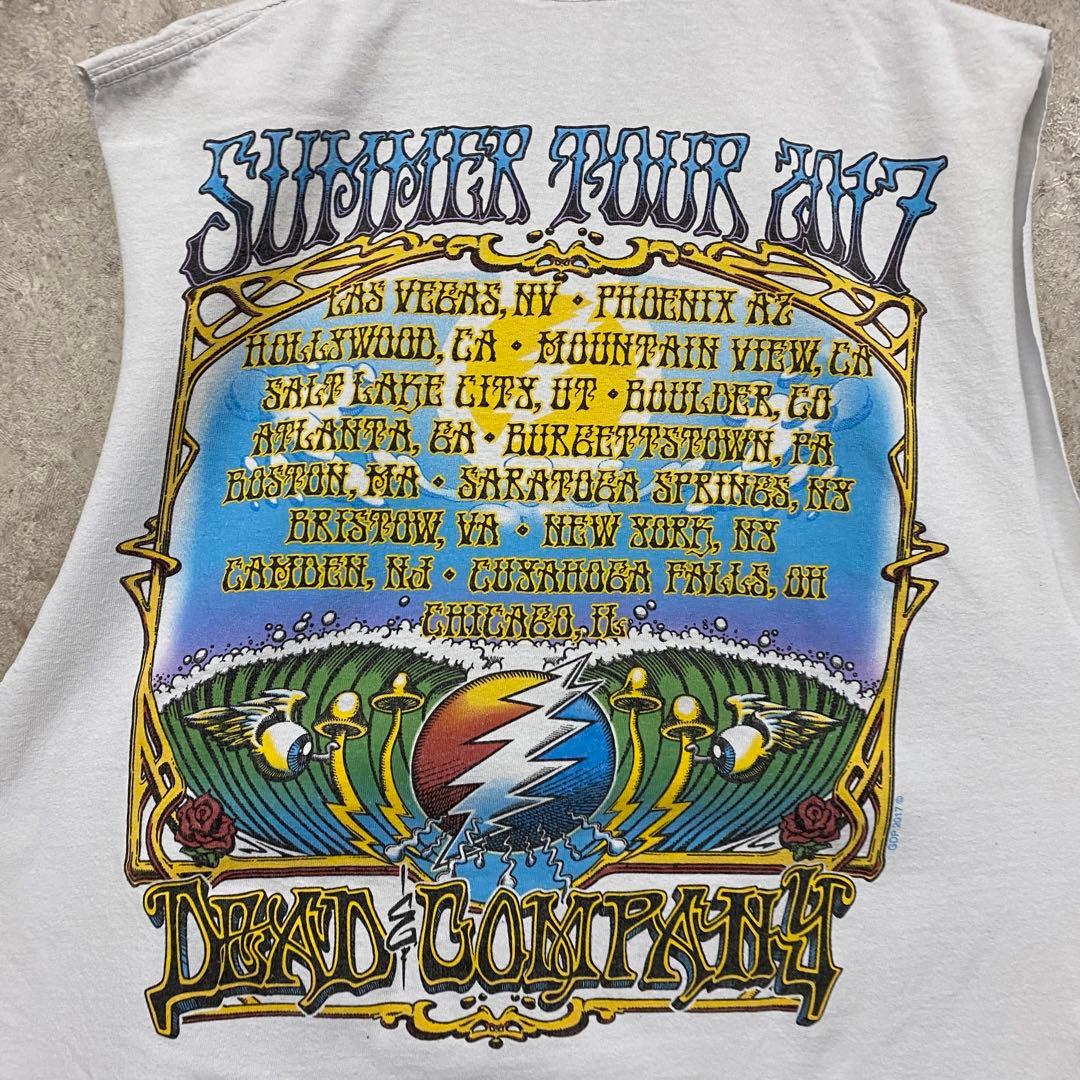 SUMMER TOUR 2017
LAS VEGAS, NV • PHOENIX AZ
HOLLYWOOD, CA • MOUNTAIN VIEW, CA
SALT LAKE CITY, UT • BOULDER, CO
ATLANTA, GA • BURGETTSTOWN, PA
BOSTON, MA • SARATOGA SPRINGS, NY
BRISTOW, VA • NEW YORK, NY
CAMDEN, NJ • CUYAHOGA FALLS, OH
CHICAGO, IL
GDP 2017 ©
DEAD & COMPANY